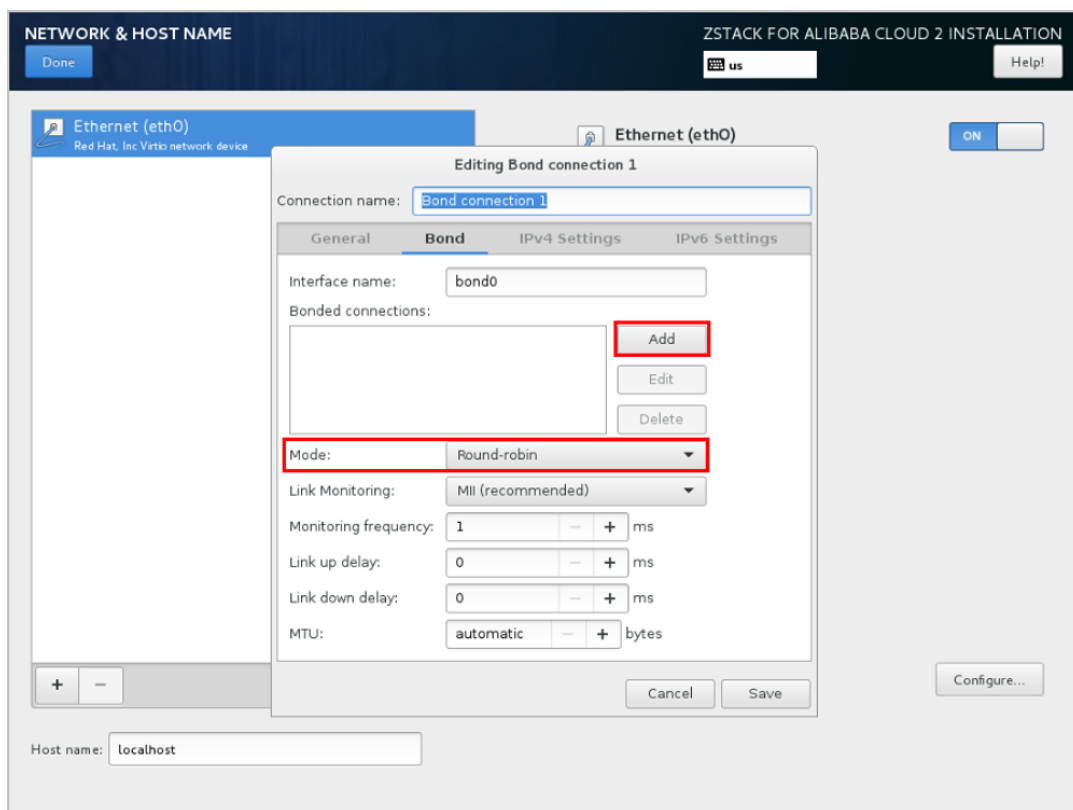 NETWORK & HOST NAME
ZSTACK FOR ALIBABA CLOUD 2 INSTALLATION
Done
us
Help!
Ethernet (eth0)
Red Hat, Inc Virtio network device
Ethernet (eth0)
ON
Editing Bond connection 1
Connection name: Bond connection 1
General Bond IPv4 Settings IPv6 Settings
Interface name: bond0
Bonded connections:
Add
Edit
Delete
Mode: Round-robin
Link Monitoring: MII (recommended)
Monitoring frequency: 1 − + ms
Link up delay: 0 − + ms
Link down delay: 0 − + ms
MTU: automatic − + bytes
+ −
Configure...
Cancel Save
Host name: localhost